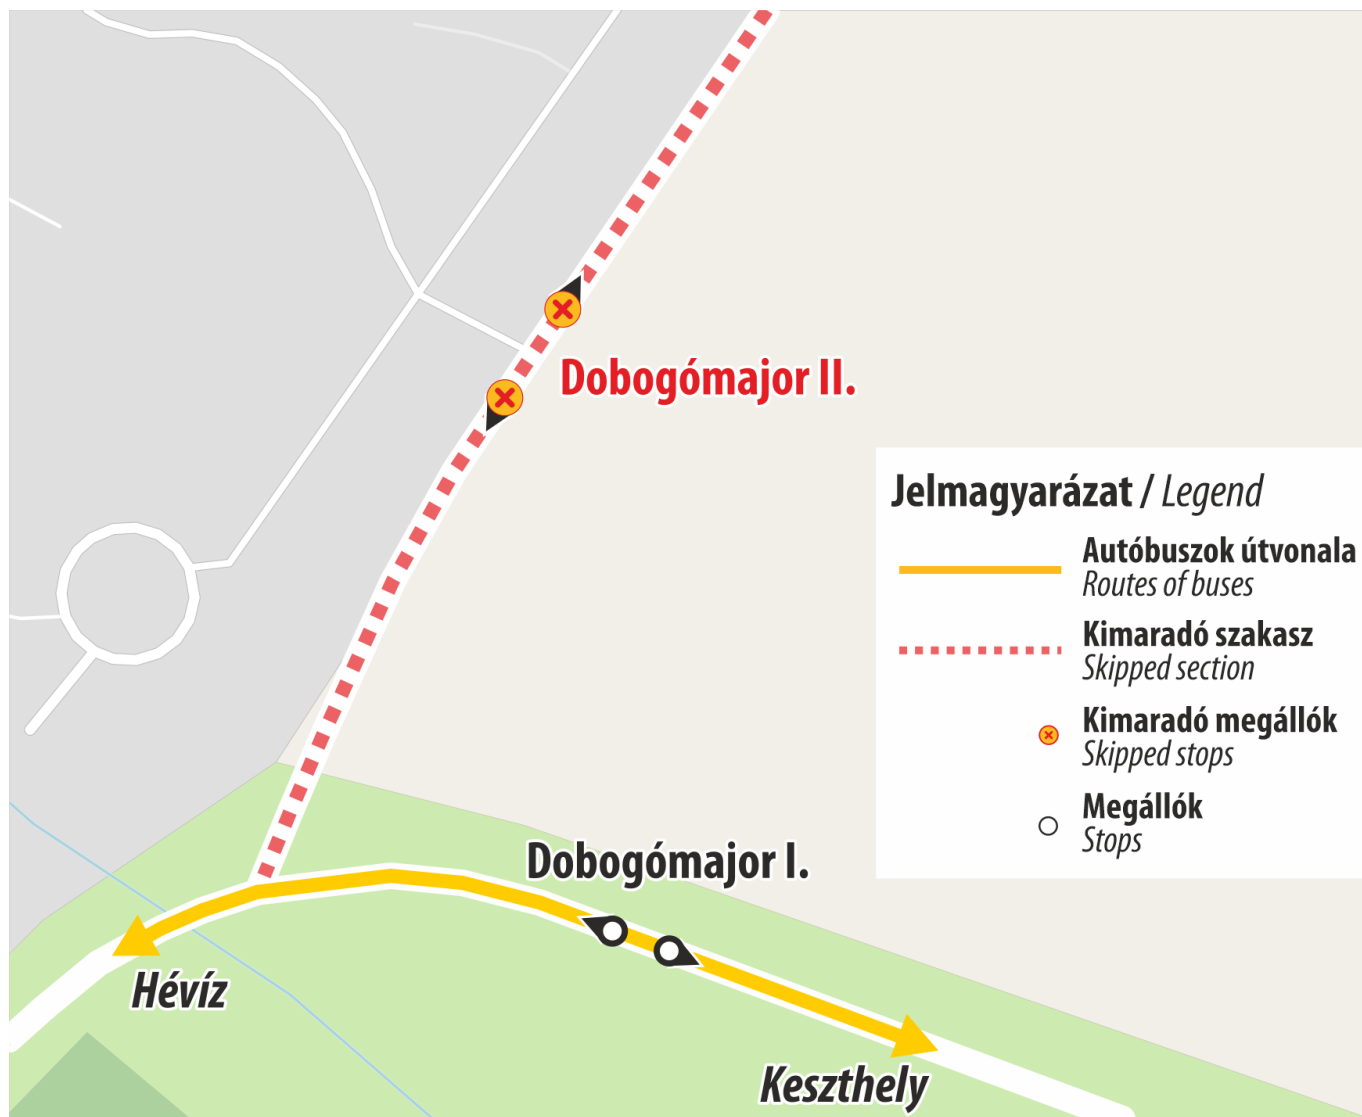 Dobogómajor II.
Jelmagyarázat / Legend
Autóbuszok útvonala
Routes of buses
Kimaradó szakasz
Skipped section
Kimaradó megállók
Skipped stops
Megállók
Stops
Dobogómajor I.
Hévíz
Keszthely